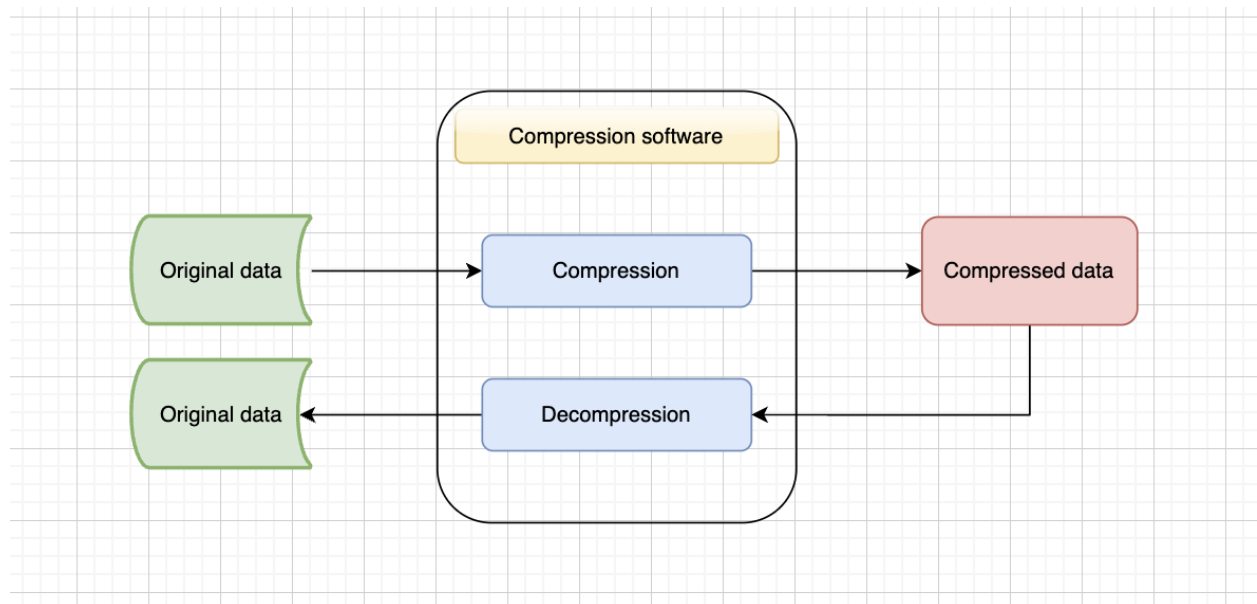 Compression software
Original data
Compression
Compressed data
Original data
Decompression